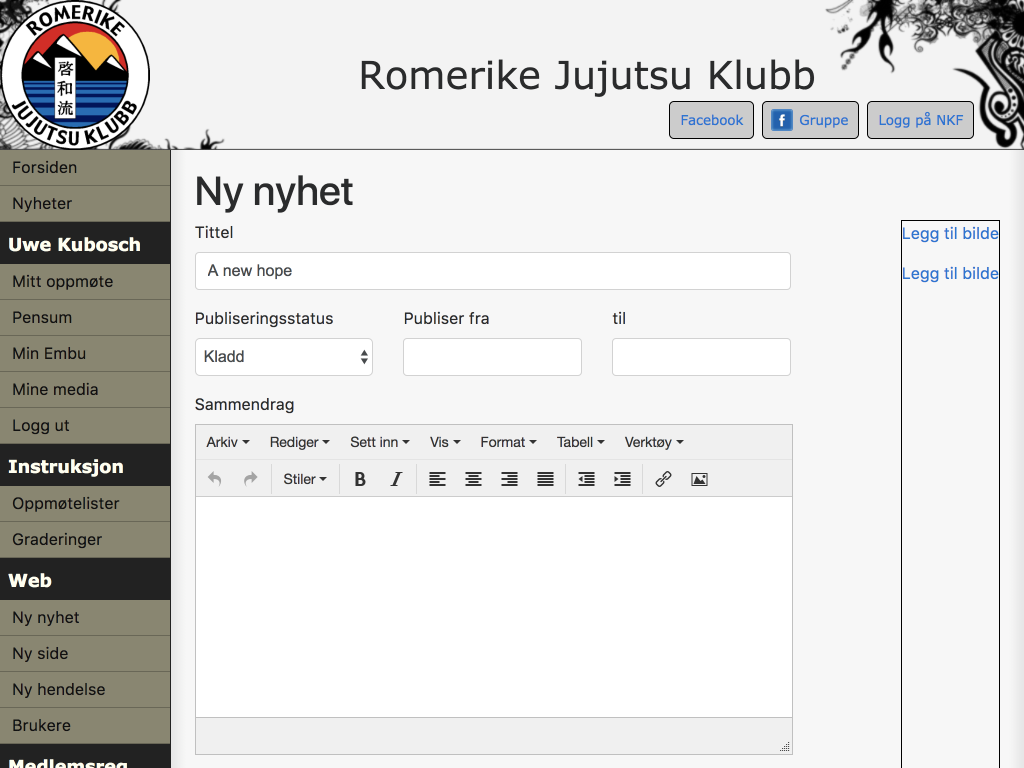 ROMERIKE
啓和流
JUJUTSU KLUBB
Romerike Jujutsu Klubb
Facebook
Gruppe
Logg på NKF
Forsiden
Nyheter
Uwe Kubosch
Mitt oppmøte
Pensum
Min Embu
Mine media
Logg ut
Instruksjon
Oppmøtelister
Graderinger
Web
Ny nyhet
Ny side
Ny hendelse
Brukere
Medlemsreg
Ny nyhet
Tittel
A new hope
Publiseringsstatus
Publiser fra
til
Kladd
Sammendrag
Arkiv Rediger Sett inn Vis Format Tabell Verktøy
Stiler B I
Legg til bilde
Legg til bilde